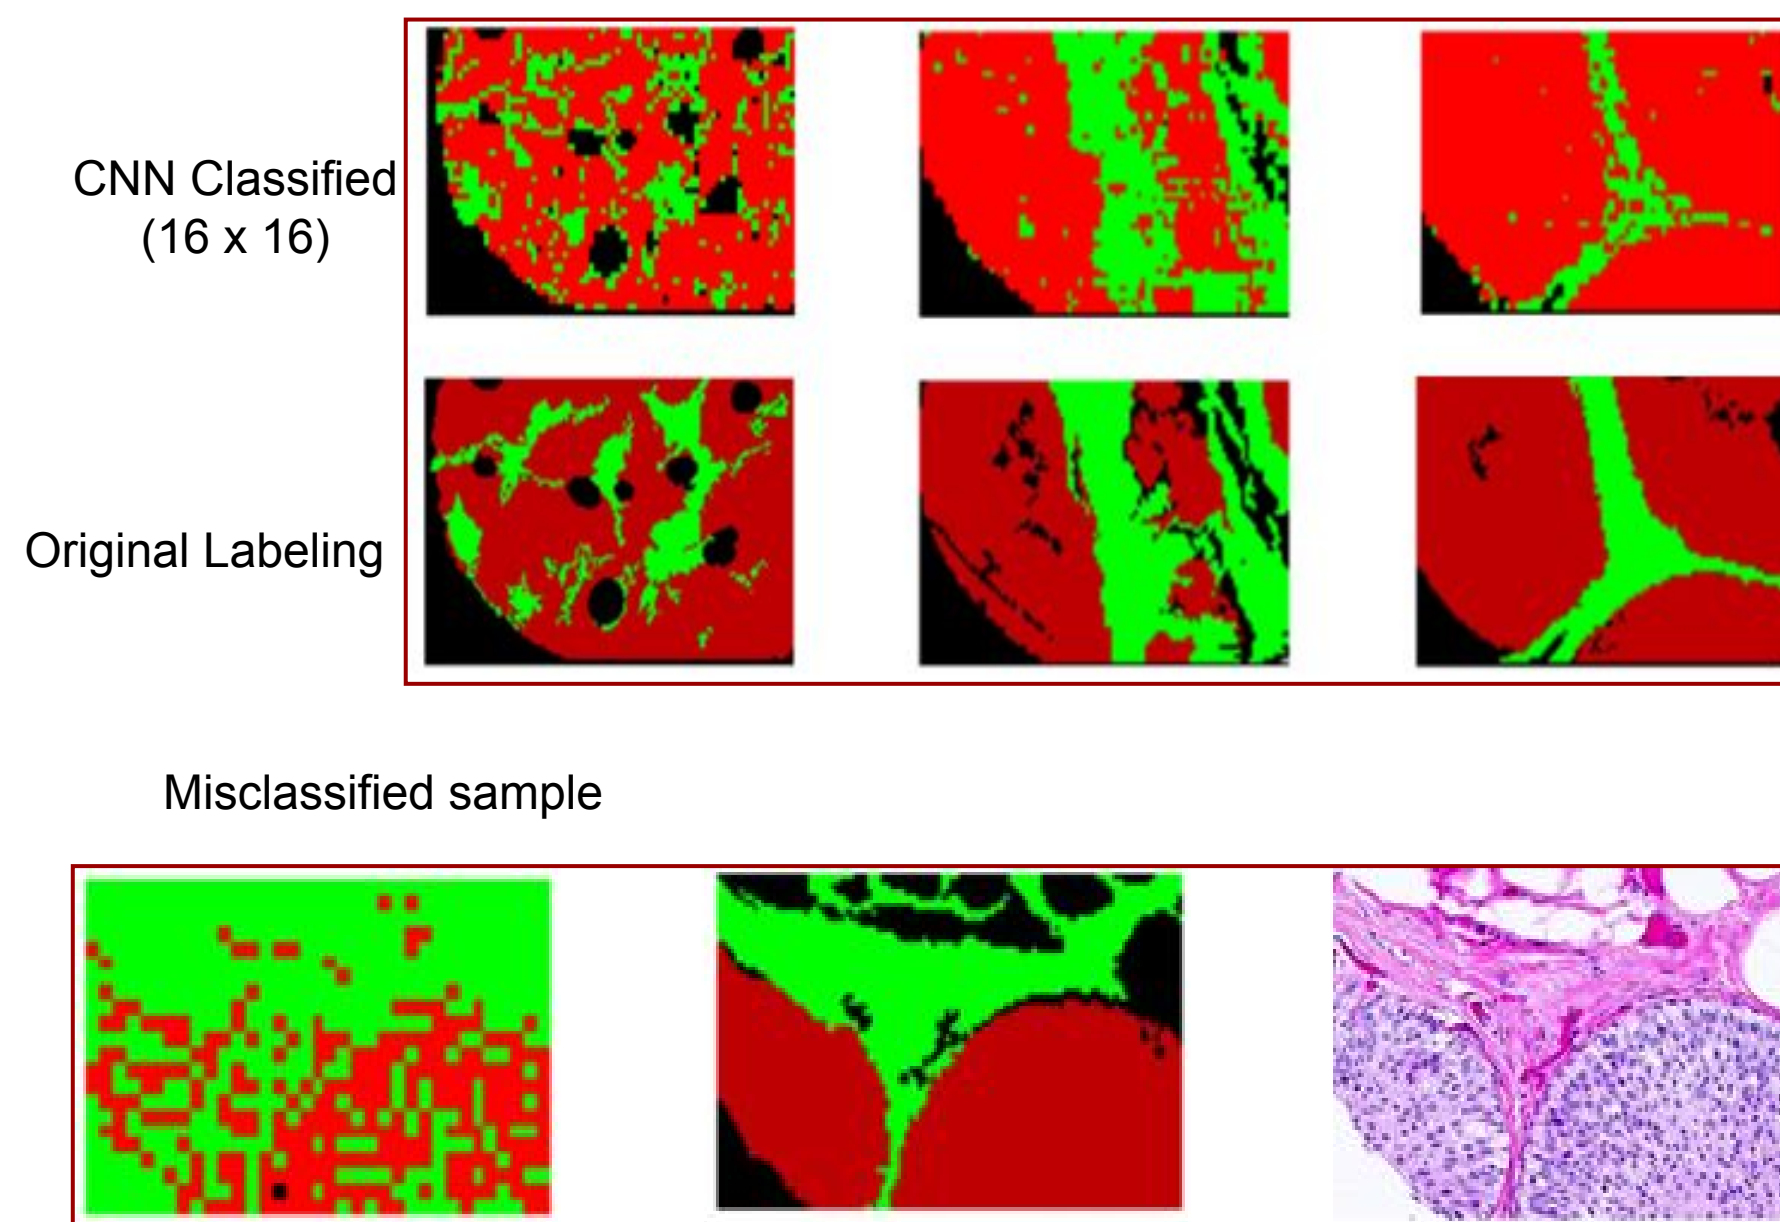 CNN Classified
(16 x 16)
Original Labeling
Misclassified sample